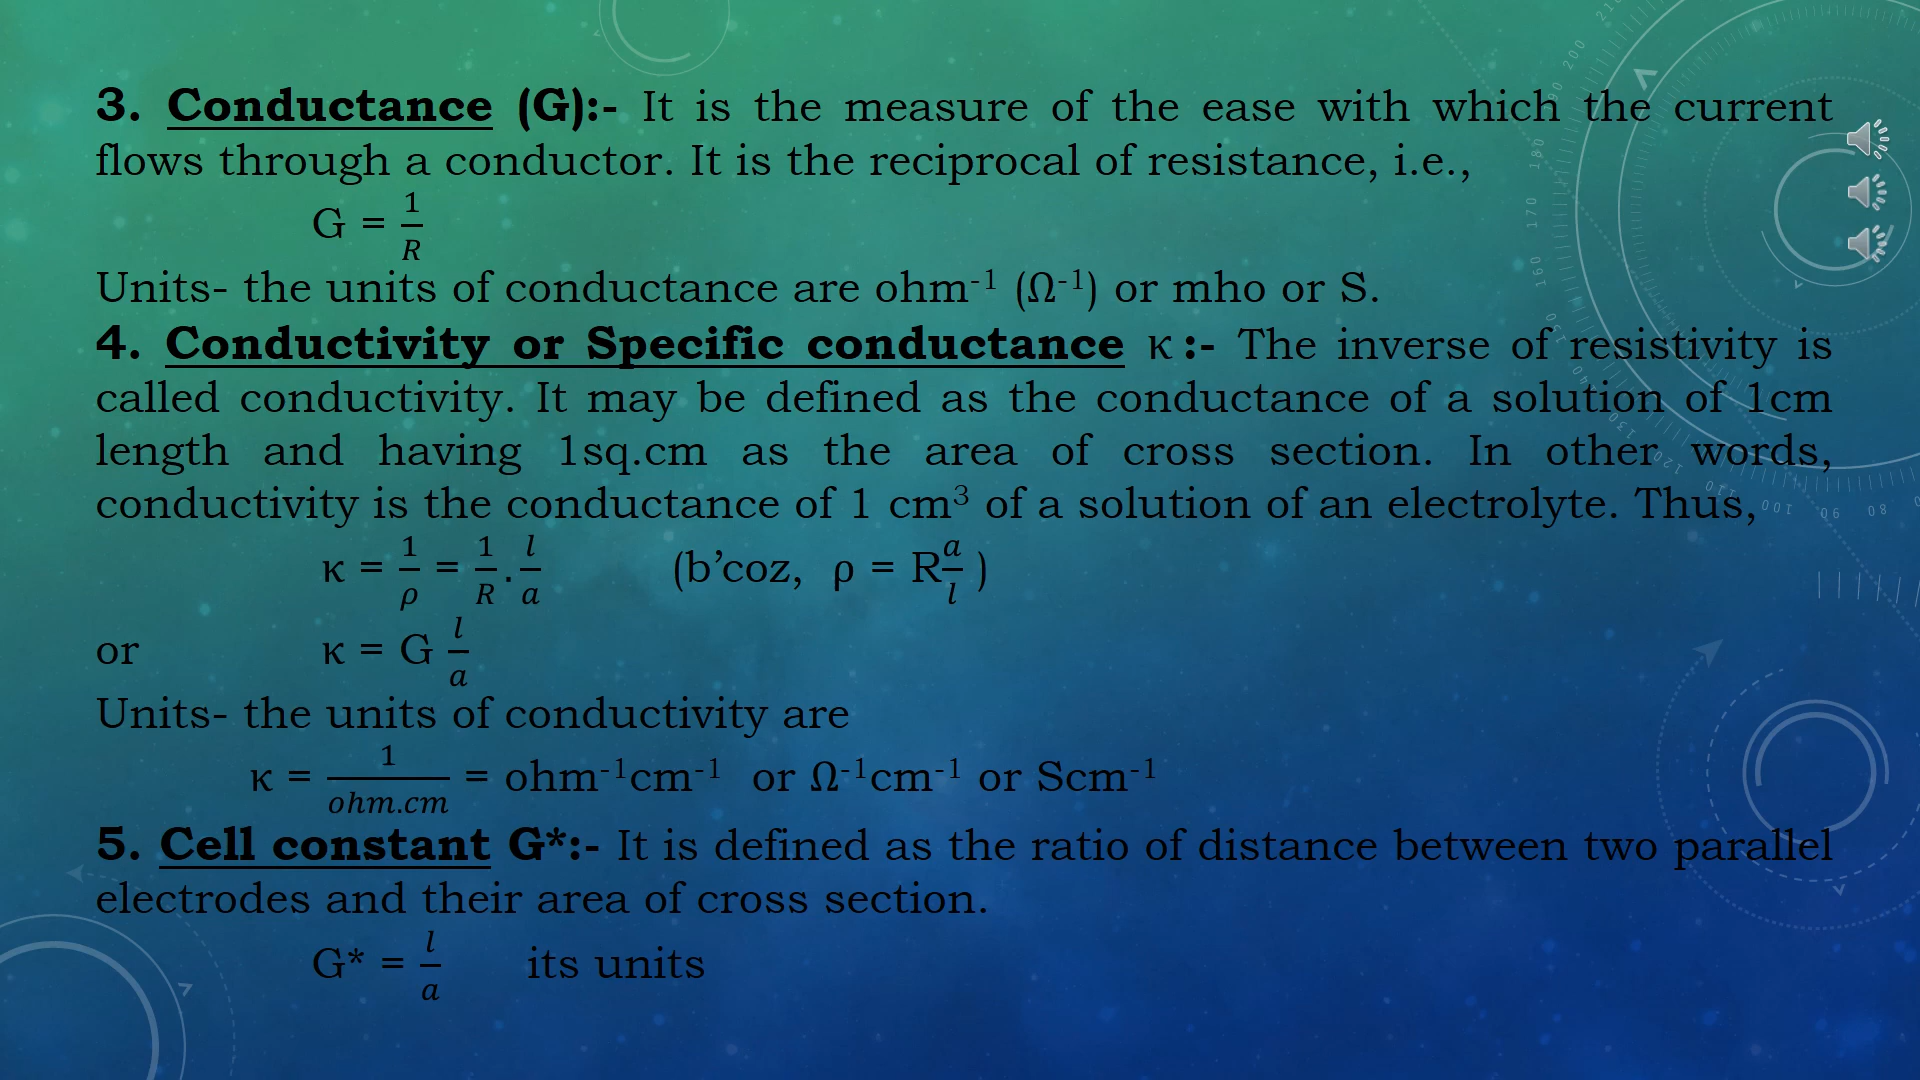 3. Conductance (G):- It is the measure of the ease with which the current
flows through a conductor. It is the reciprocal of resistance, i.e.,
G = 1/R
Units- the units of conductance are ohm⁻¹ (Ω⁻¹) or mho or S.
4. Conductivity or Specific conductance κ :- The inverse of resistivity is
called conductivity. It may be defined as the conductance of a solution of 1cm
length and having 1sq.cm as the area of cross section. In other words,
conductivity is the conductance of 1 cm³ of a solution of an electrolyte. Thus,
κ = 1/ρ = 1/R . l/a (b’coz, ρ = R a/l )
or κ = G l/a
Units- the units of conductivity are
κ = 1/ohm.cm = ohm⁻¹cm⁻¹ or Ω⁻¹cm⁻¹ or Scm⁻¹
5. Cell constant G*:- It is defined as the ratio of distance between two parallel
electrodes and their area of cross section.
G* = l/a its units